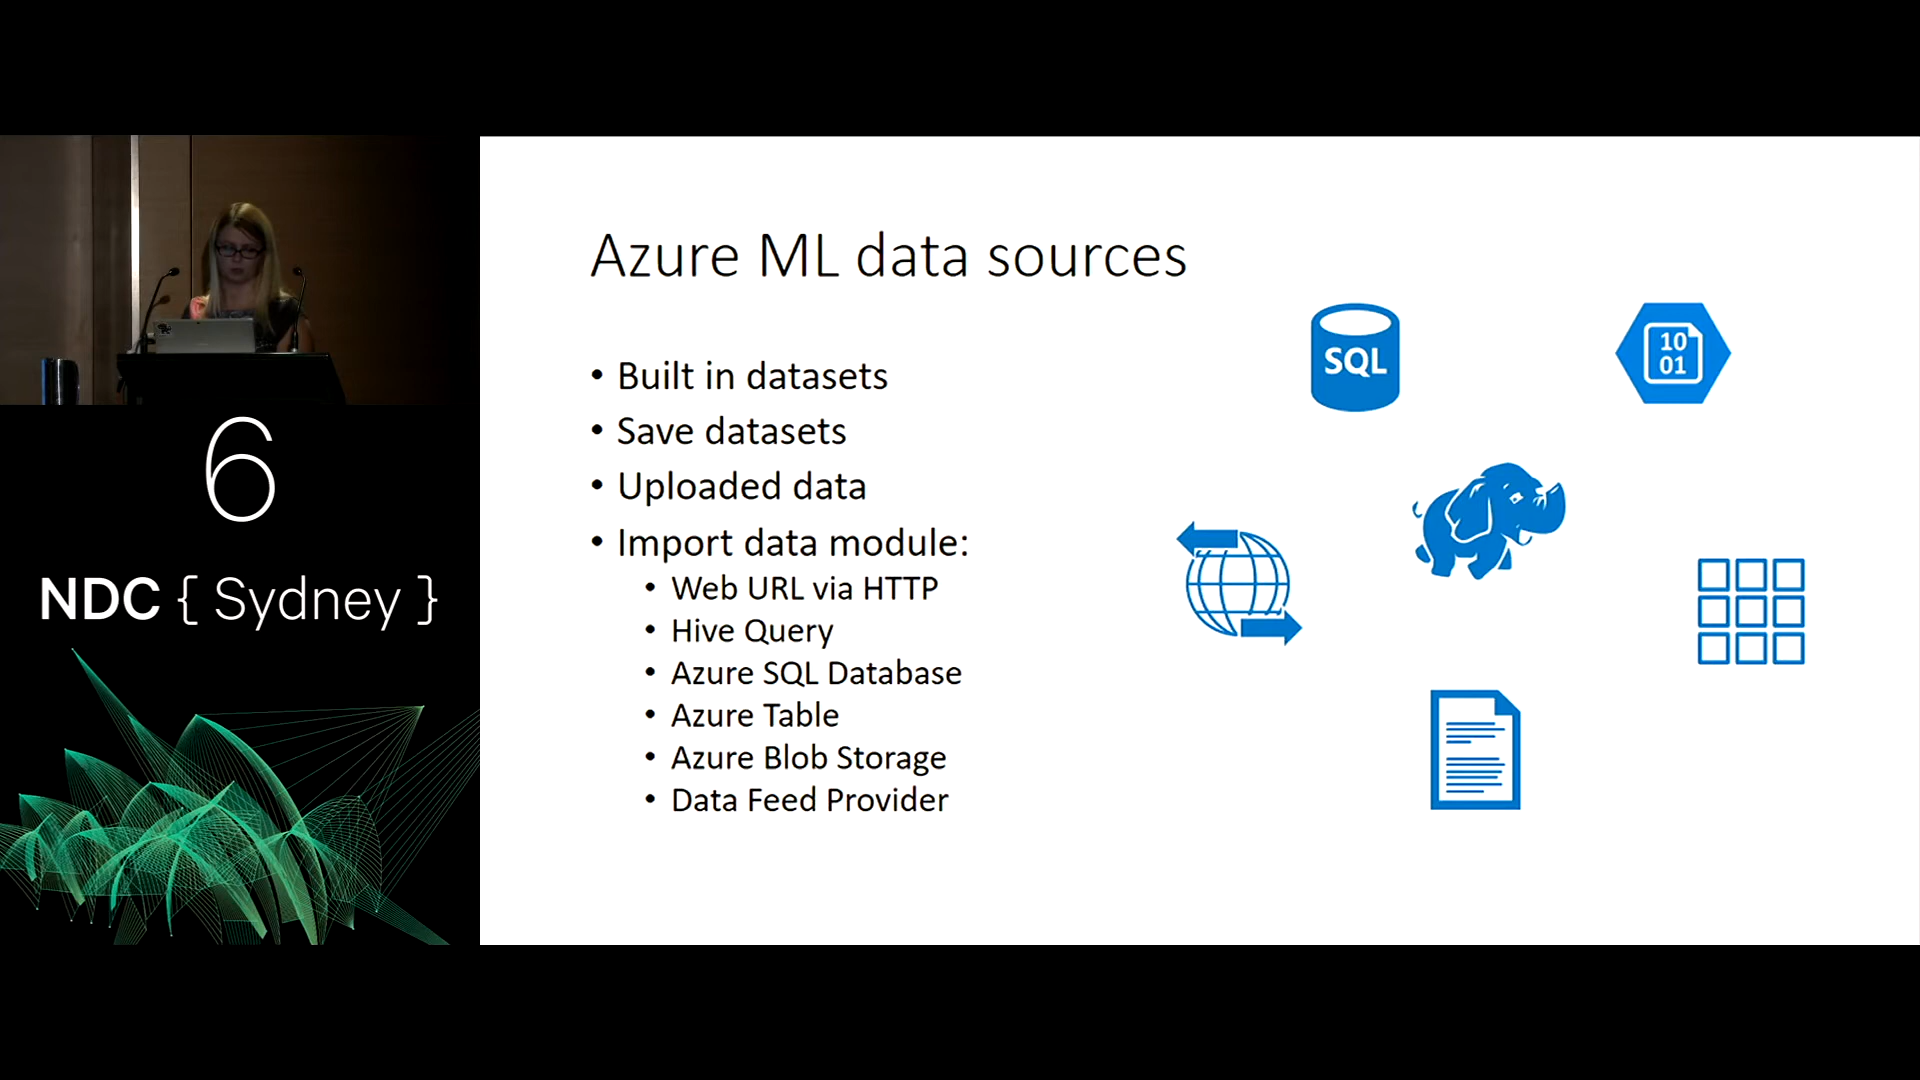 6
NDC { Sydney }
Azure ML data sources
• Built in datasets
• Save datasets
• Uploaded data
• Import data module:
• Web URL via HTTP
• Hive Query
• Azure SQL Database
• Azure Table
• Azure Blob Storage
• Data Feed Provider
SQL
10
01